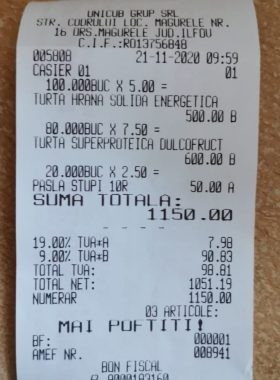 UNICUB GRUP SRL
STR. CODRULUI LOC. MAGURELE NR.
16 ORS.MAGURELE JUD.ILFOV
C.I.F.:RO13756848
005808 21-11-2020 09:59
CASIER 01 01
100.000BUC X 5.00 =
TURTA HRANA SOLIDA ENERGETICA
500.00 B
80.000BUC X 7.50 =
TURTA SUPERPROTEICA DULCOFRUCT
600.00 B
20.000BUC X 2.50 =
PASLA STUPI 10R 50.00 A
SUMA TOTALA:
1150.00
- - - -
19.00% TVA*A 7.98
9.00% TVA*B 90.83
TOTAL TVA: 98.81
TOTAL NET: 1051.19
NUMERAR 1150.00
03 ARTICOLE:
MAI POFTITI!
BF: 000001
AMEF NR. 008941
BON FISCAL